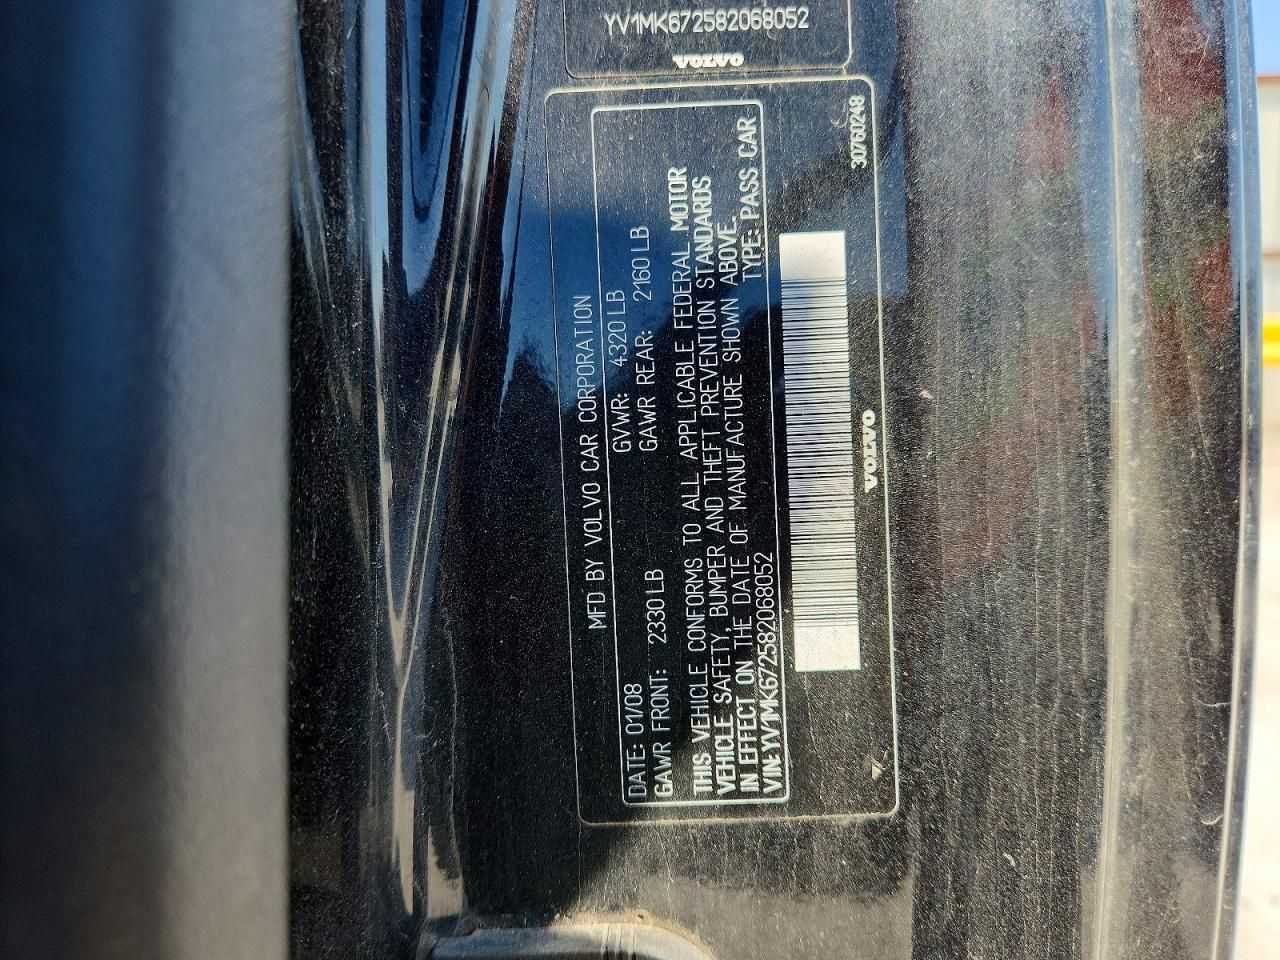 YV1MK672582068052
VOLVO
MFD BY VOLVO CAR CORPORATION
DATE: 01/08 GVWR: 4320 LB
GAWR FRONT: 2330 LB GAWR REAR: 2160 LB
THIS VEHICLE CONFORMS TO ALL APPLICABLE FEDERAL MOTOR
VEHICLE SAFETY, BUMPER AND THEFT PREVENTION STANDARDS
IN EFFECT ON THE DATE OF MANUFACTURE SHOWN ABOVE.
VIN: YV1MK672582068052 TYPE: PASS CAR
VOLVO
30760248